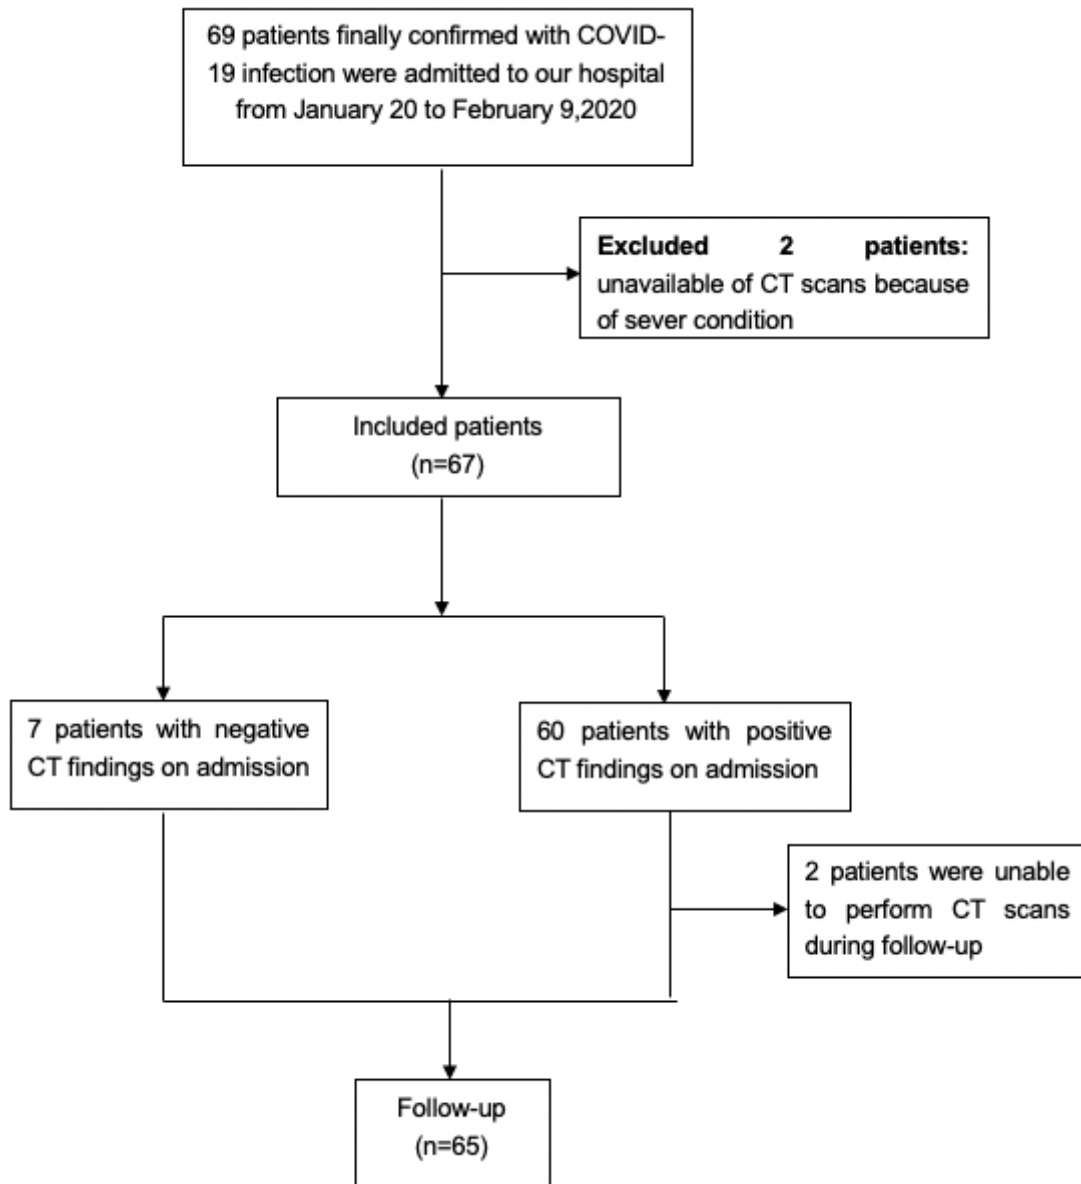 69 patients finally confirmed with COVID-
19 infection were admitted to our hospital
from January 20 to February 9,2020
Excluded 2 patients:
unavailable of CT scans because
of sever condition
Included patients
(n=67)
7 patients with negative
CT findings on admission
60 patients with positive
CT findings on admission
2 patients were unable
to perform CT scans
during follow-up
Follow-up
(n=65)